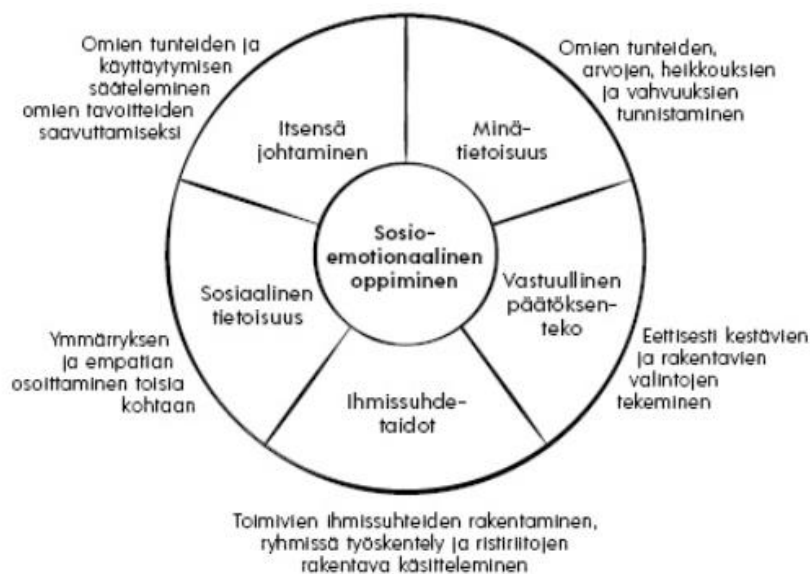 Omien tunteiden ja
käyttäytymisen
sääteleminen
omien tavoitteiden
saavuttamiseksi
Omien tunteiden,
arvojen, heikkouksien
ja vahvuuksien
tunnistaminen
Itsensä
johtaminen
Minä-
tietoisuus
Sosio-
emotionaalinen
oppiminen
Sosiaalinen
tietoisuus
Vastuullinen
päätöksen-
teko
Ymmärryksen
ja empatian
osoittaminen toisia
kohtaan
Eettisesti kestävien
ja rakentavien
valintojen
tekeminen
Ihmissuhde-
taidot
Toimivien ihmissuhteiden rakentaminen,
ryhmissä työskentely ja ristiriitojen
rakentava käsitteleminen